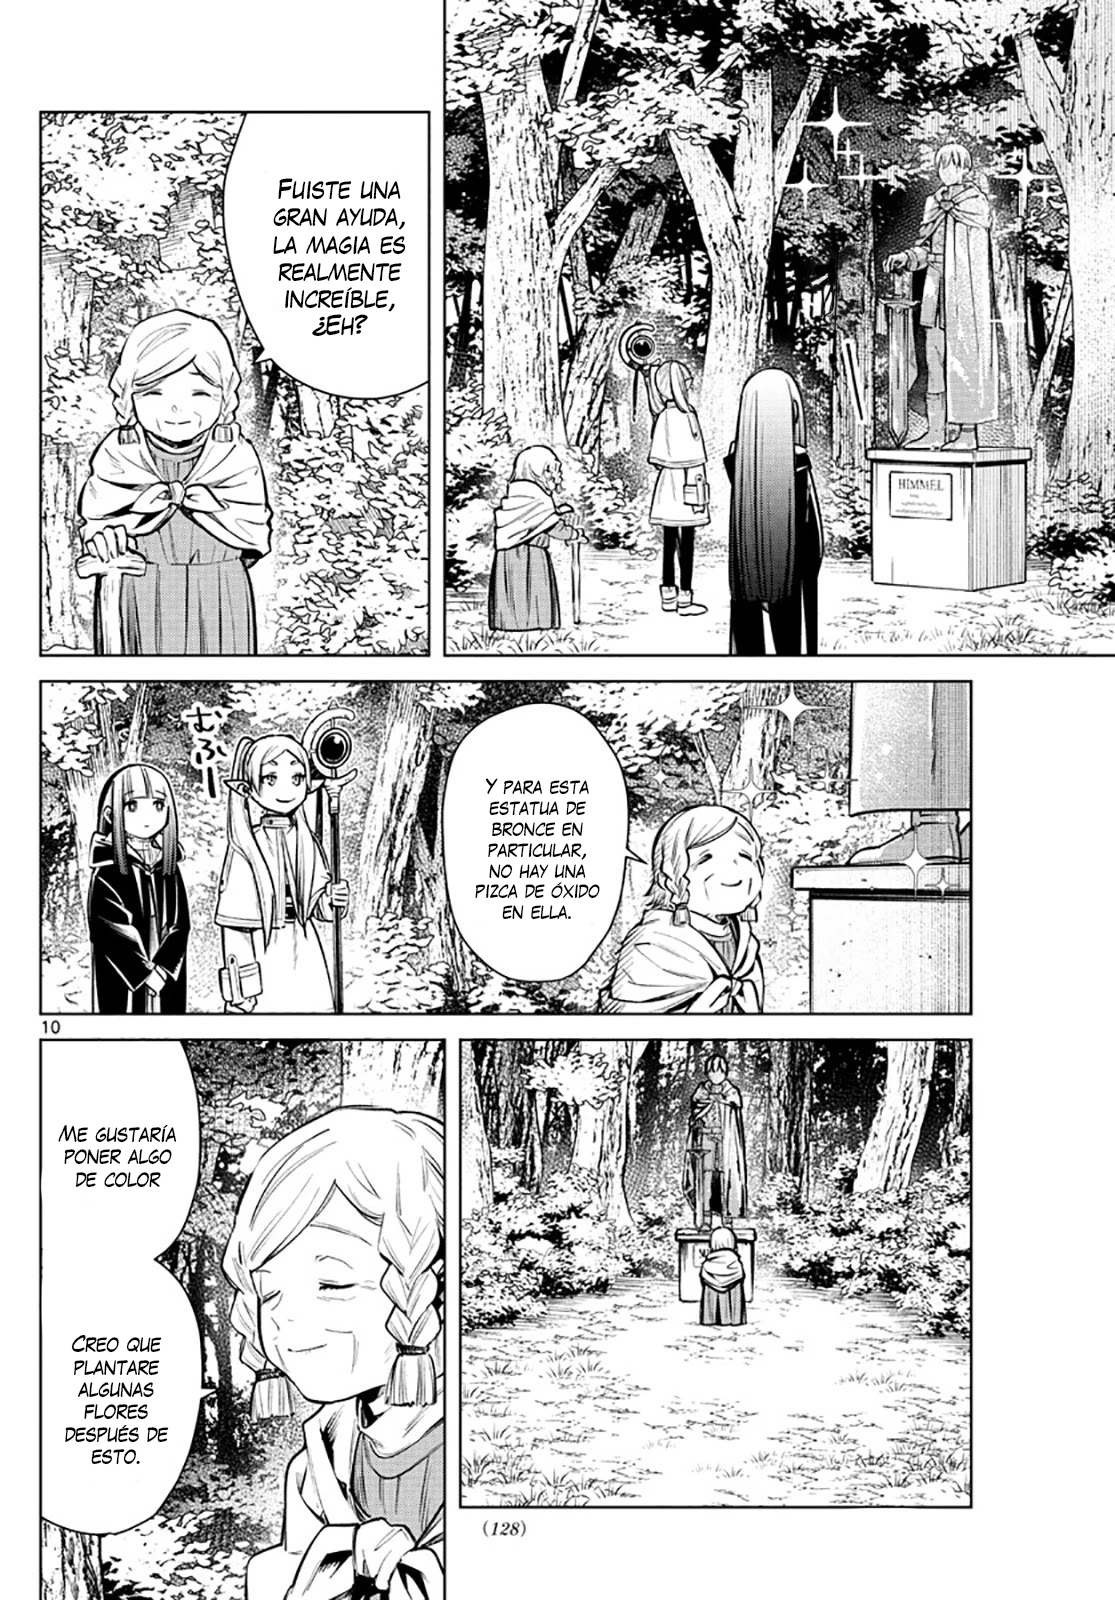 HIMMEL
FUISTE UNA
GRAN AYUDA,
LA MAGIA ES
REALMENTE
INCREÍBLE,
¿EH?
Y PARA ESTA
ESTATUA DE
BRONCE EN
PARTICULAR,
NO HAY UNA
PIZCA DE ÓXIDO
EN ELLA.
むふー
10
ME GUSTARÍA
PONER ALGO
DE COLOR
CREO QUE
PLANTARE
ALGUNAS
FLORES
DESPUÉS DE
ESTO.
(128)